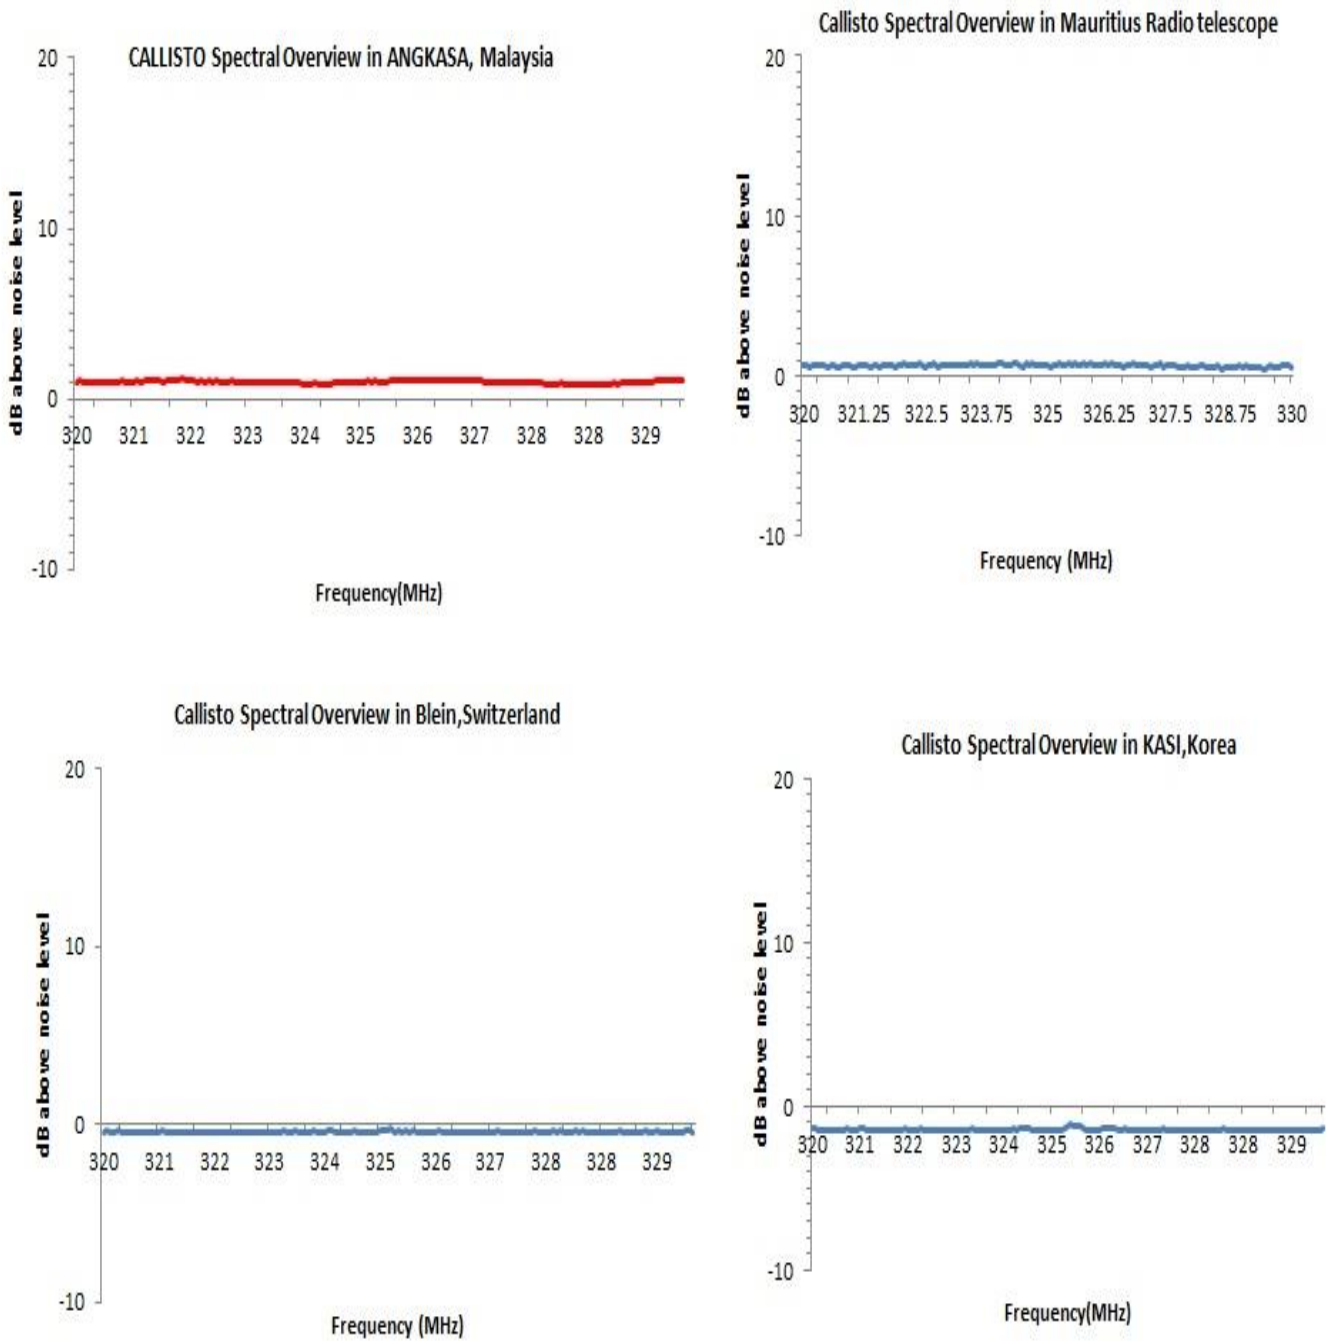 CALLISTO Spectral Overview in ANGKASA, Malaysia
dB above noise level
20
10
0
-10
320 321 322 323 324 325 326 327 328 328 329
Frequency(MHz)
Callisto Spectral Overview in Mauritius Radio telescope
dB above noise level
20
10
0
-10
320 321.25 322.5 323.75 325 326.25 327.5 328.75 330
Frequency (MHz)
Callisto Spectral Overview in Blein,Switzerland
dB above noise level
20
10
0
-10
320 321 322 323 324 325 326 327 328 328 329
Frequency (MHz)
Callisto Spectral Overview in KASI,Korea
dB above noise level
20
10
0
-10
320 321 322 323 324 325 326 327 328 328 329
Frequency(MHz)